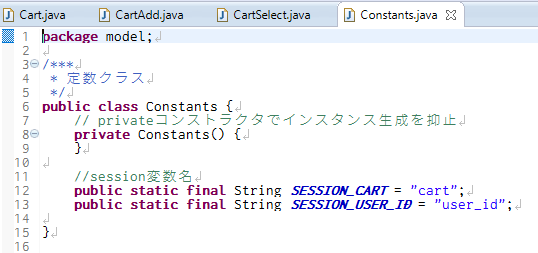 Cart.java CartAdd.java CartSelect.java Constants.java
1 package model;
2
3 /***
4 * 定数クラス
5 */
6 public class Constants {
7 // privateコンストラクタでインスタンス生成を抑止
8 private Constants() {
9 }
10
11 //session変数名
12 public static final String SESSION_CART = "cart";
13 public static final String SESSION_USER_ID = "user_id";
14
15 }
16